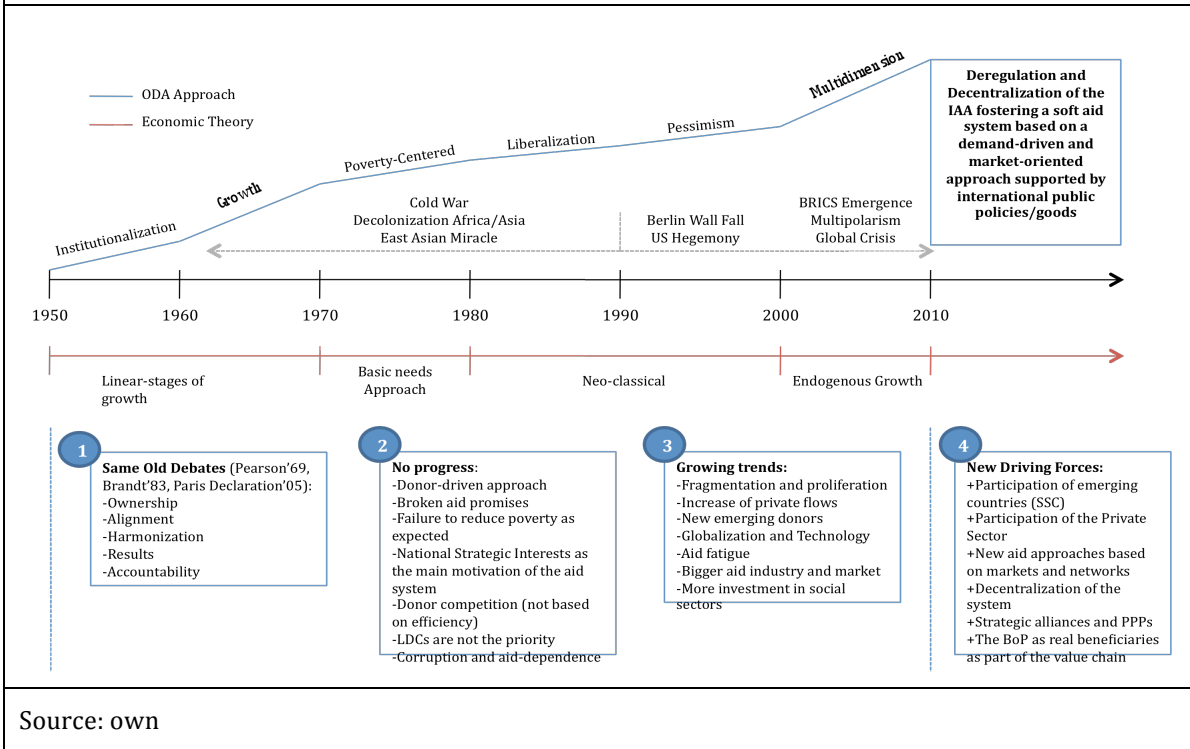 ODA Approach
Economic Theory
Institutionalization
Growth
Poverty-Centered
Liberalization
Pessimism
Multidimension
Deregulation and
Decentralization of the
IAA fostering a soft aid
system based on a
demand-driven and
market-oriented
approach supported by
international public
policies/goods
Cold War
Decolonization Africa/Asia
East Asian Miracle
Berlin Wall Fall
US Hegemony
BRICS Emergence
Multipolarism
Global Crisis
1950 1960 1970 1980 1990 2000 2010
Linear-stages of
growth
Basic needs
Approach
Neo-classical
Endogenous Growth
1
Same Old Debates (Pearson’69,
Brandt’83, Paris Declaration’05):
-Ownership
-Alignment
-Harmonization
-Results
-Accountability
2
No progress:
-Donor-driven approach
-Broken aid promises
-Failure to reduce poverty as
expected
-National Strategic Interests as
the main motivation of the aid
system
-Donor competition (not based
on efficiency)
-LDCs are not the priority
-Corruption and aid-dependence
3
Growing trends:
-Fragmentation and proliferation
-Increase of private flows
-New emerging donors
-Globalization and Technology
-Aid fatigue
-Bigger aid industry and market
-More investment in social
sectors
4
New Driving Forces:
+Participation of emerging
countries (SSC)
+Participation of the Private
Sector
+New aid approaches based
on markets and networks
+Decentralization of the
system
+Strategic alliances and PPPs
+The BoP as real beneficiaries
as part of the value chain
Source: own